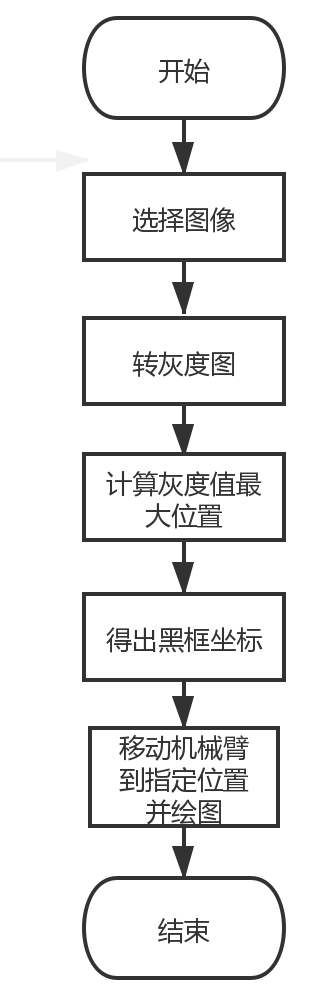 开始
选择图像
转灰度图
计算灰度值最
大位置
得出黑框坐标
移动机械臂
到指定位置
并绘图
结束